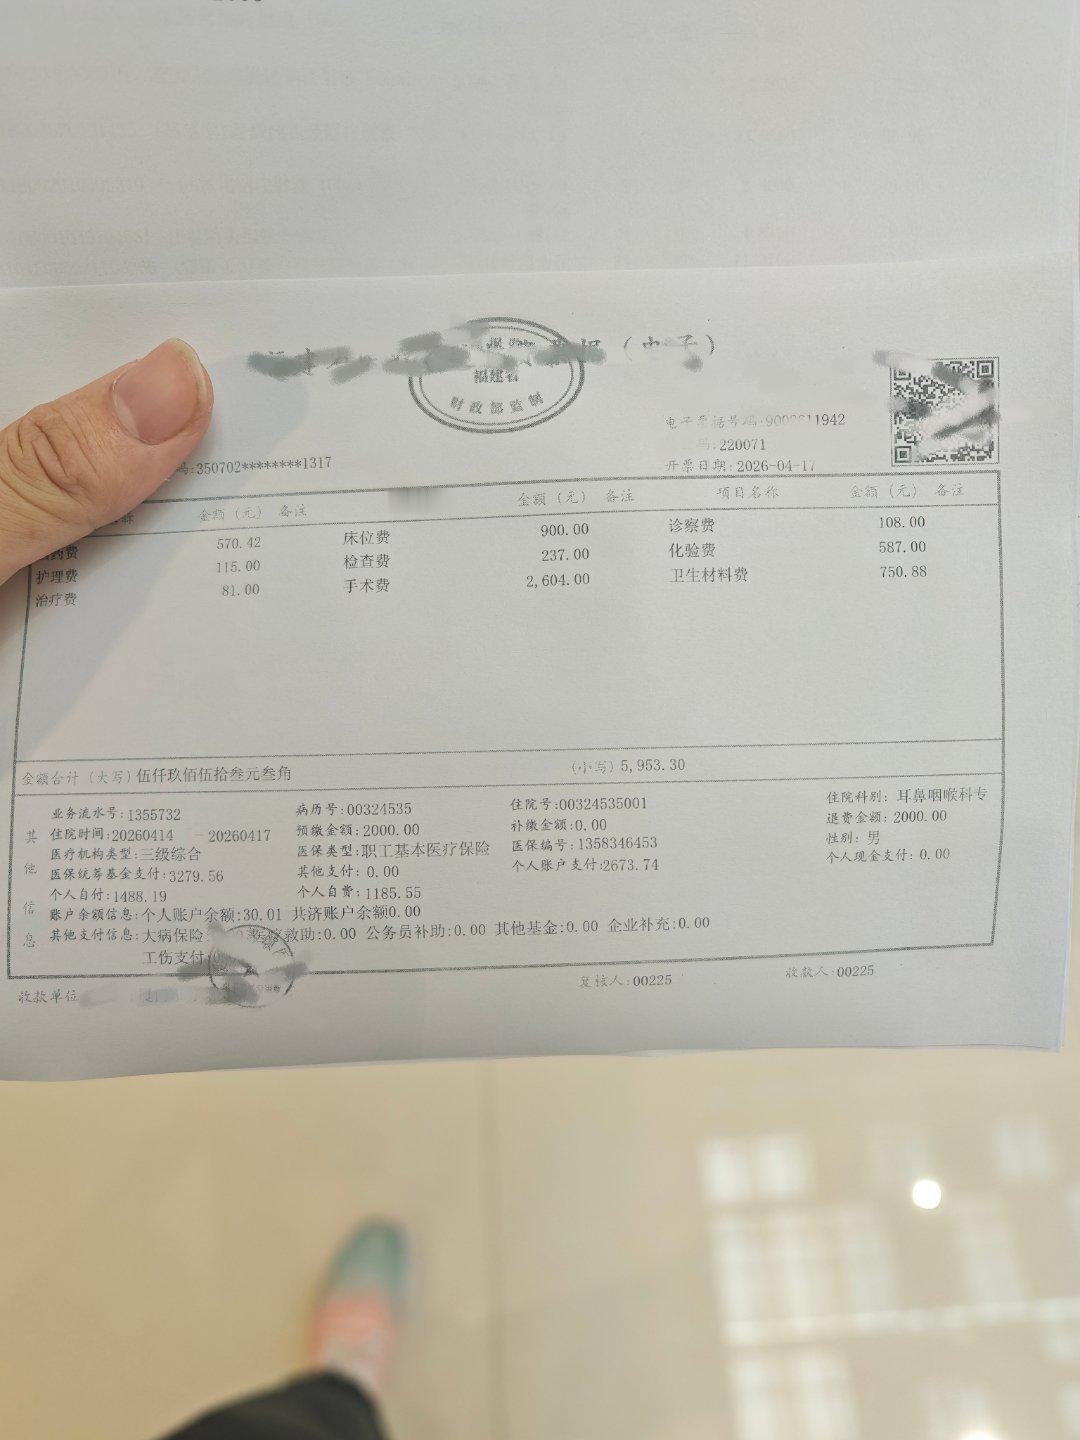 （电子）
福建省
财政部监制
电子票据号码:
码:220071
码:350702********1317
开票日期:2026-04-17
金额（元） 备注 金额（元） 备注 项目名称 金额（元） 备注
药费 570.42 床位费 900.00 诊察费 108.00
护理费 115.00 检查费 237.00 化验费 587.00
治疗费 81.00 手术费 2,604.00 卫生材料费 750.88
金额合计（大写）伍仟玖佰伍拾叁元叁角 （小写）5,953.30
其他信息
业务流水号:1355732 病历号:00324535 住院号:00324535001 住院科别: 耳鼻咽喉科专
住院时间:20260414 －20260417 预缴金额:2000.00 补缴金额:0.00 退费金额: 2000.00
医疗机构类型:三级综合 医保类型:职工基本医疗保险 医保编号:1358346453 性别: 男
医保统筹基金支付:3279.56 其他支付: 0.00 个人账户支付:2673.74 个人现金支付: 0.00
个人自付:1488.19 个人自费:1185.55
账户余额信息:个人账户余额:30.01 共济账户余额0.00
其他支付信息:大病保险 医疗救助:0.00 公务员补助:0.00 其他基金:0.00 企业补充:0.00
工伤支付
收款单位 复核人:00225 收款人:00225